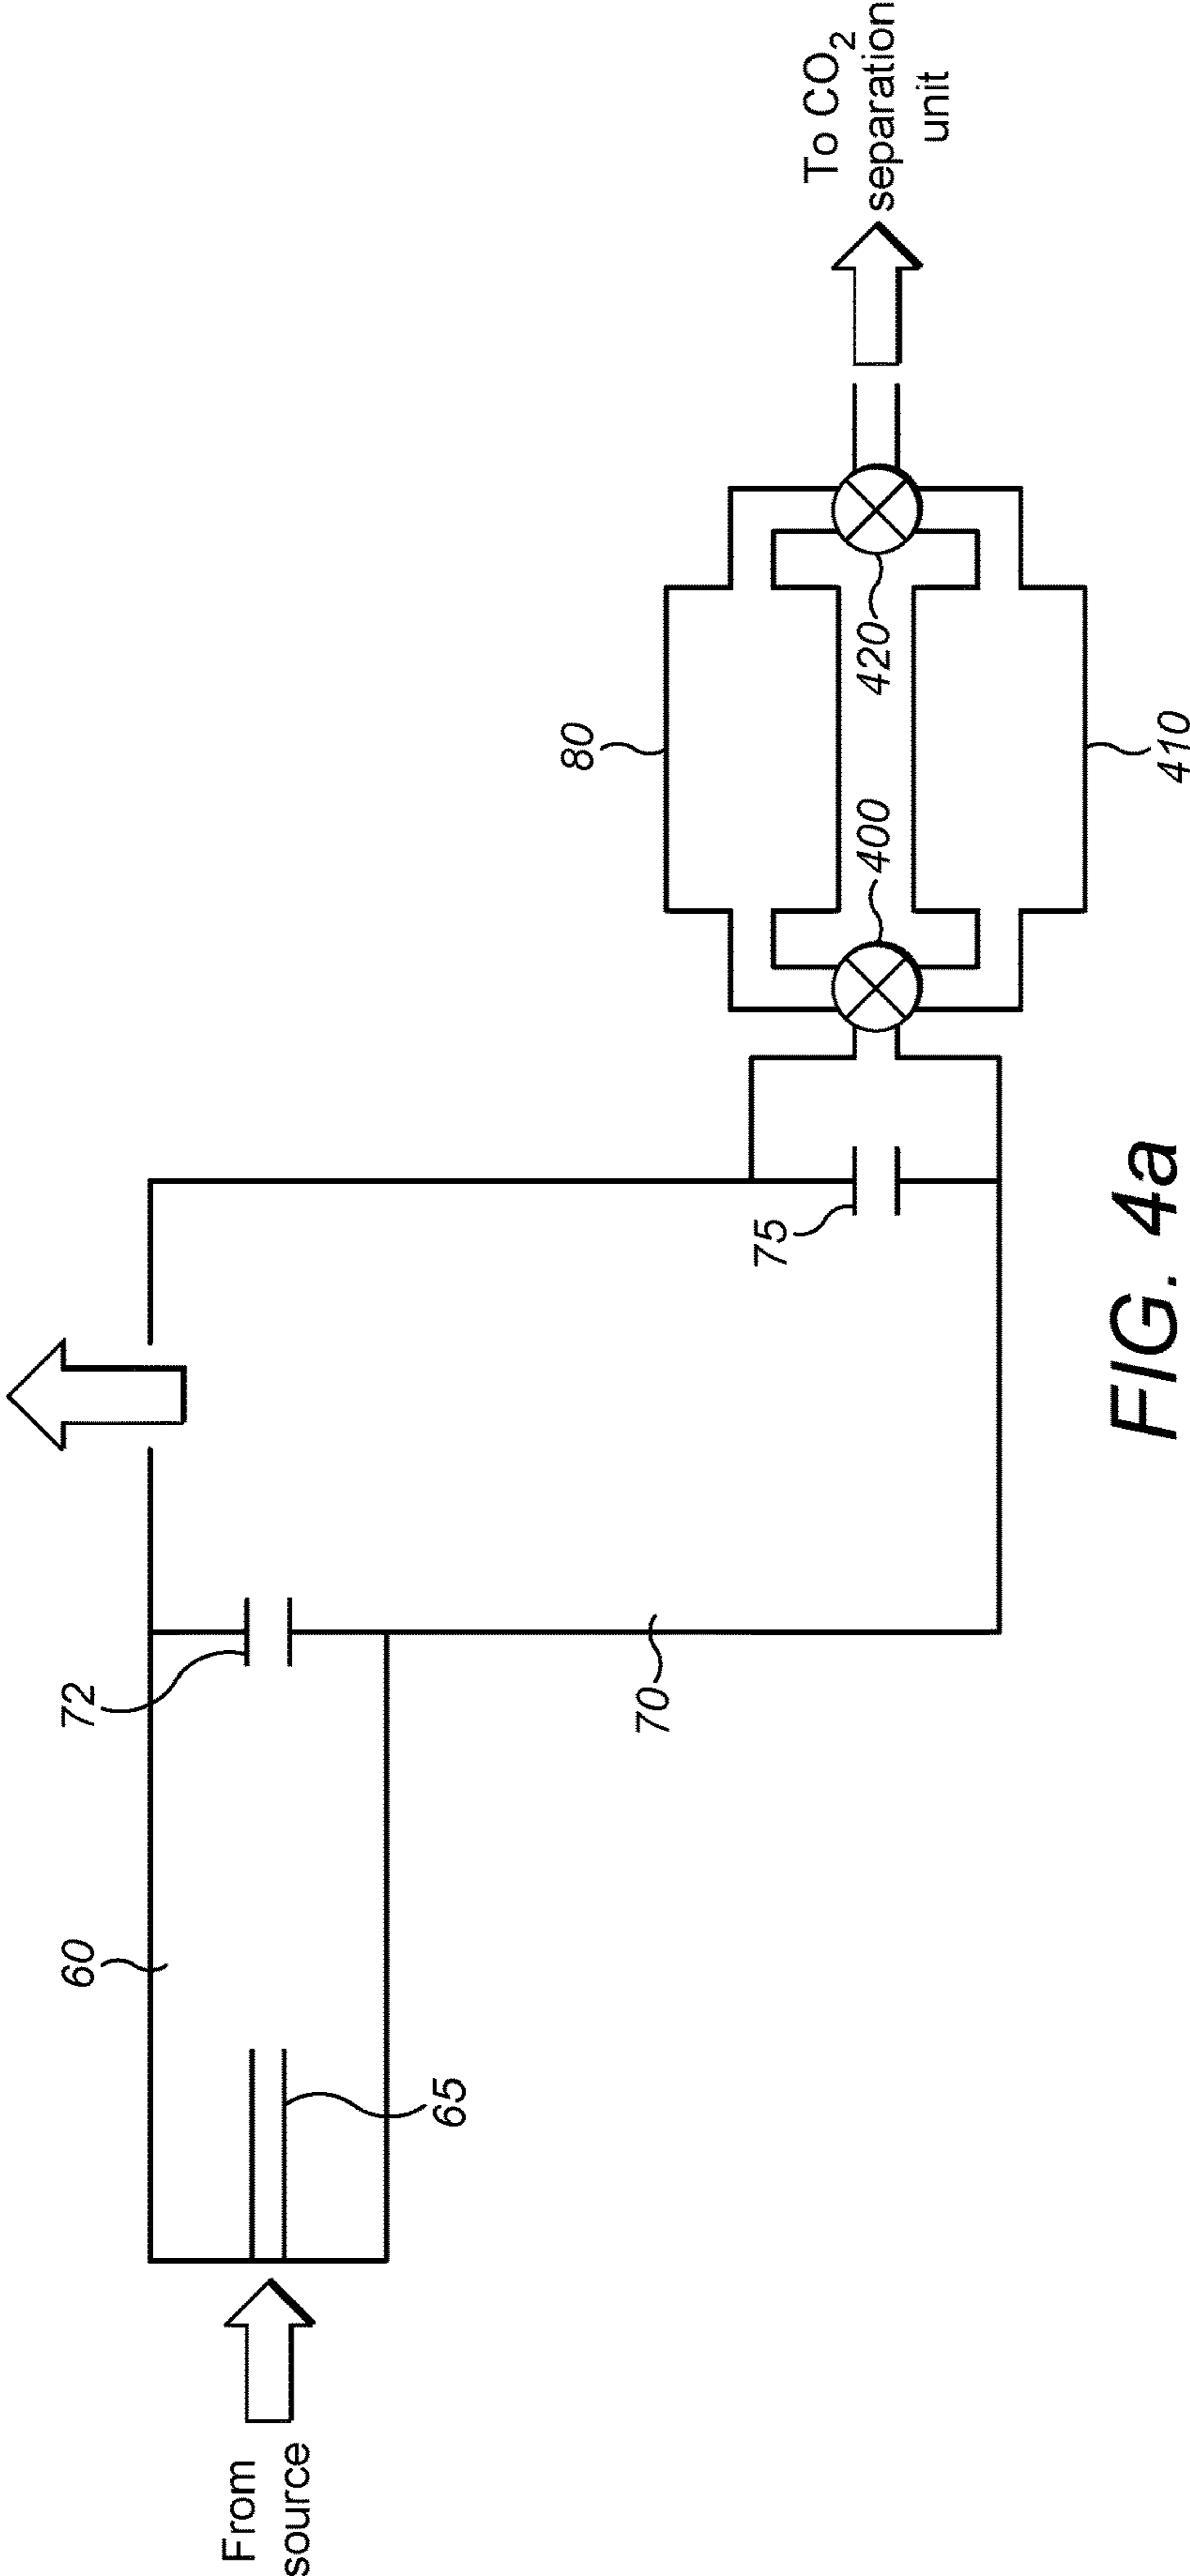 From
source
65
60
72
70
75
400
80
420
410
To CO₂
separation
unit
FIG. 4a